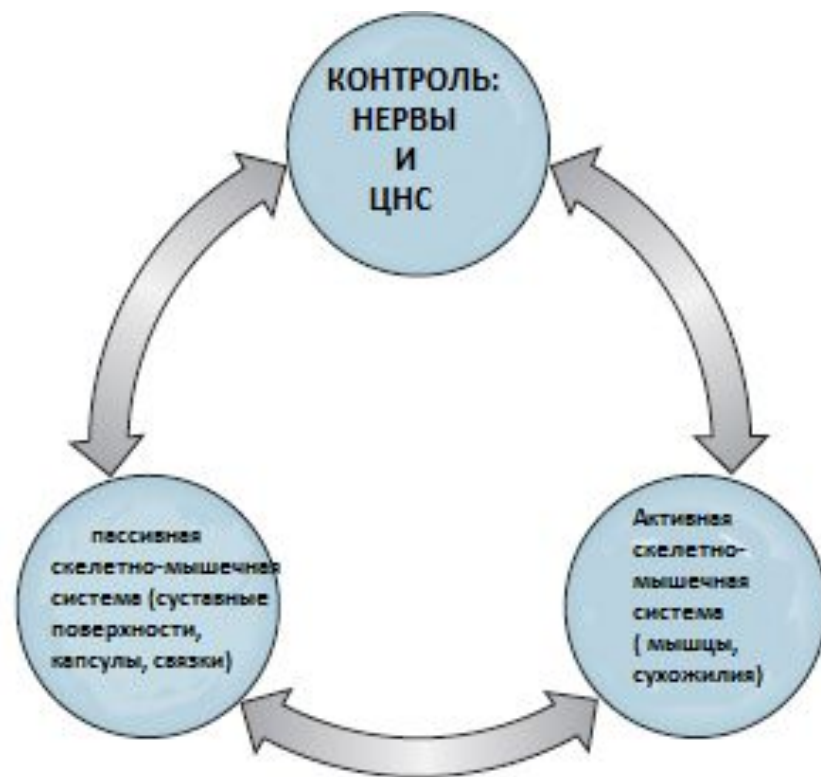 КОНТРОЛЬ:
НЕРВЫ
И
ЦНС
пассивная
скелетно-мышечная
система (суставные
поверхности,
капсулы, связки)
Активная
скелетно-
мышечная
система
( мышцы,
сухожилия)